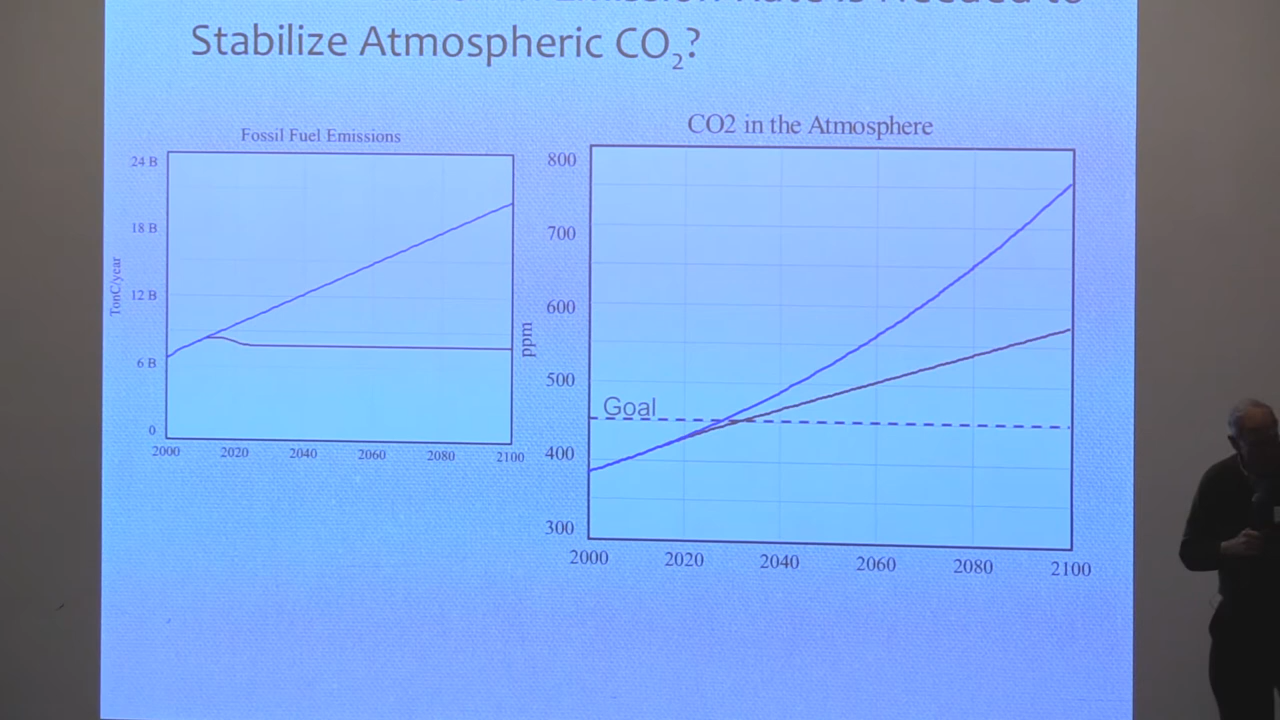 to
Stabilize Atmospheric CO₂?
Fossil Fuel Emissions
24 B
18 B
12 B
6 B
0
TonC/year
2000 2020 2040 2060 2080 2100
CO2 in the Atmosphere
800
700
600
500
400
300
ppm
Goal
2000 2020 2040 2060 2080 2100